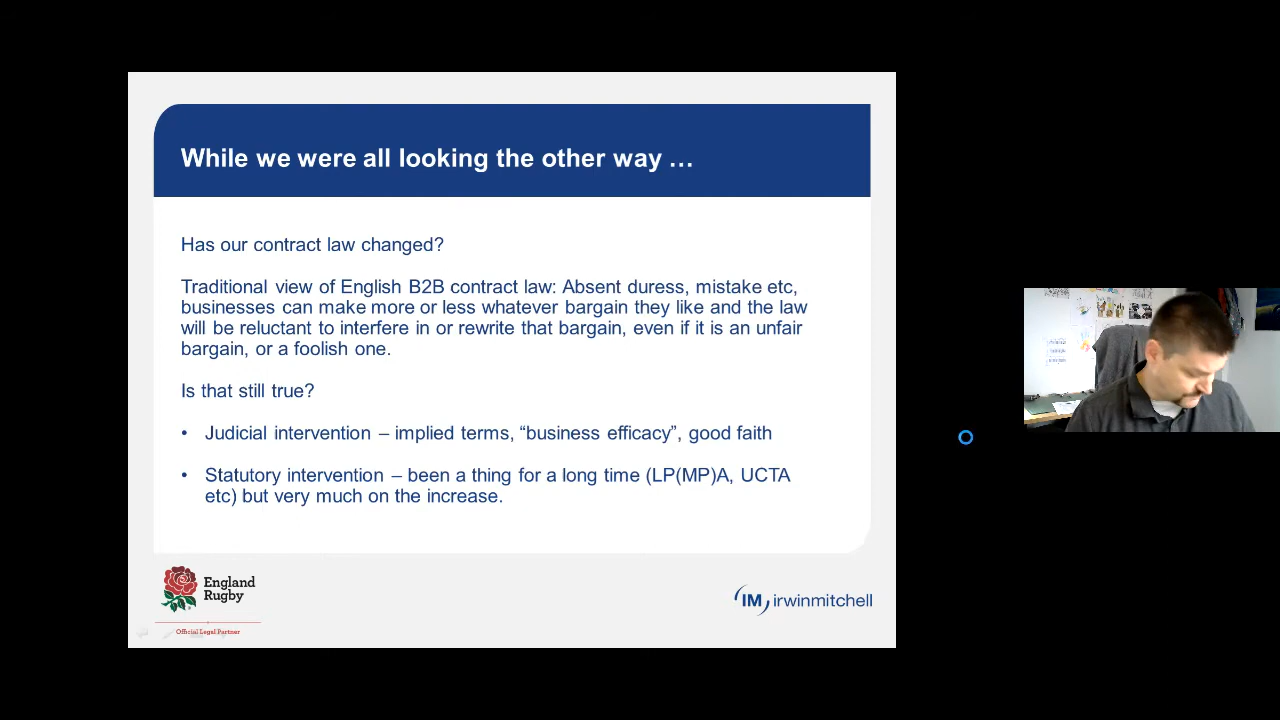 While we were all looking the other way …
Has our contract law changed?
Traditional view of English B2B contract law: Absent duress, mistake etc,
businesses can make more or less whatever bargain they like and the law
will be reluctant to interfere in or rewrite that bargain, even if it is an unfair
bargain, or a foolish one.
Is that still true?
• Judicial intervention – implied terms, “business efficacy”, good faith
• Statutory intervention – been a thing for a long time (LP(MP)A, UCTA
etc) but very much on the increase.
England
Rugby
Official Legal Partner
IM irwinmitchell